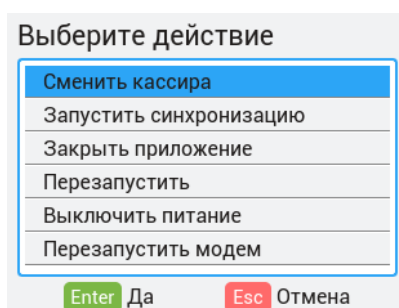 Выберите действие
Сменить кассира
Запустить синхронизацию
Закрыть приложение
Перезапустить
Выключить питание
Перезапустить модем
Enter Да Esc Отмена